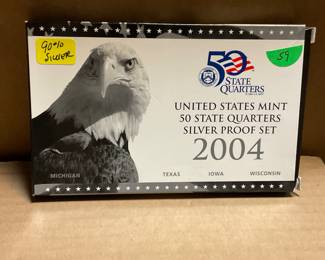 90%
SILVER
50
STATE
QUARTERS
59
UNITED STATES MINT
50 STATE QUARTERS
SILVER PROOF SET
2004
MICHIGAN TEXAS IOWA WISCONSIN